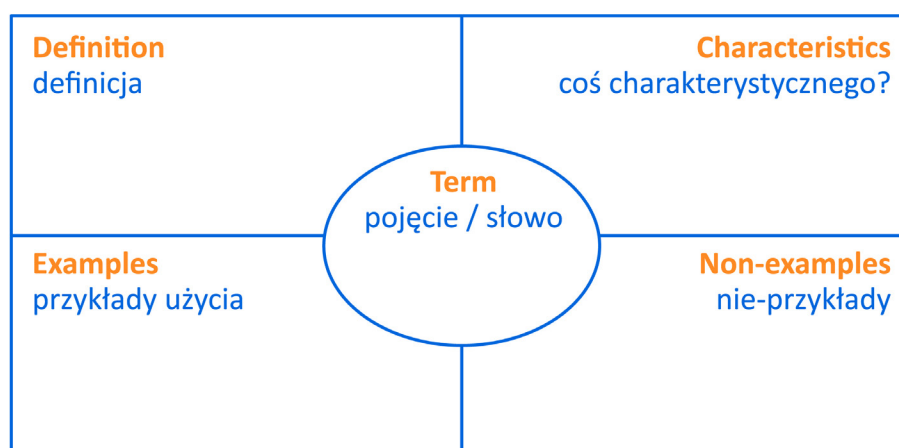 Definition
definicja
Characteristics
coś charakterystycznego?
Term
pojęcie / słowo
Examples
przykłady użycia
Non-examples
nie-przykłady